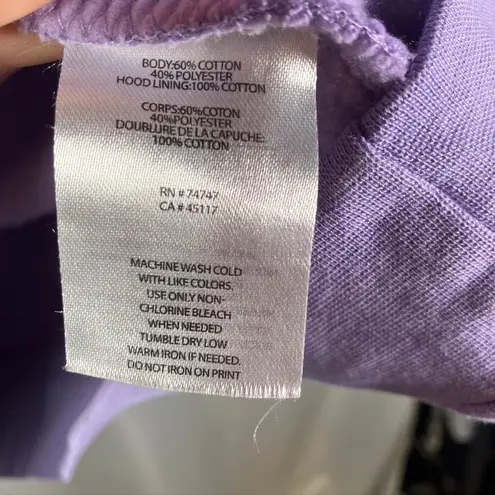 BODY:60% COTTON
40% POLYESTER
HOOD LINING:100% COTTON
CORPS:60%COTON
40%POLYESTER
DOUBLURE DE LA CAPUCHE:
100% COTTON
RN # 74747
CA # 45117
MACHINE WASH COLD
WITH LIKE COLORS.
USE ONLY NON-
CHLORINE BLEACH
WHEN NEEDED
TUMBLE DRY LOW
WARM IRON IF NEEDED.
DO NOT IRON ON PRINT